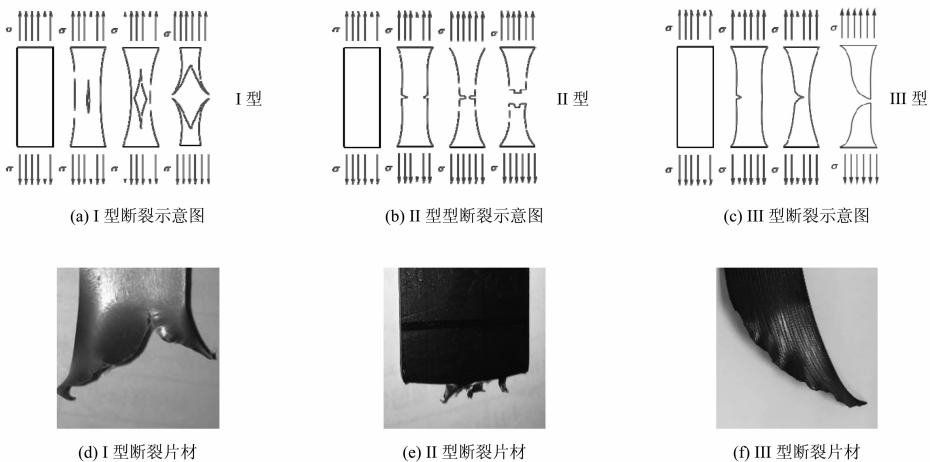 σ σ σ σ σ σ σ σ σ σ σ σ
I 型 II 型 III 型
σ σ σ σ σ σ σ σ σ σ σ σ
(a) I 型断裂示意图 (b) II 型型断裂示意图 (c) III 型断裂示意图
(d) I 型断裂片材 (e) II 型断裂片材 (f) III 型断裂片材